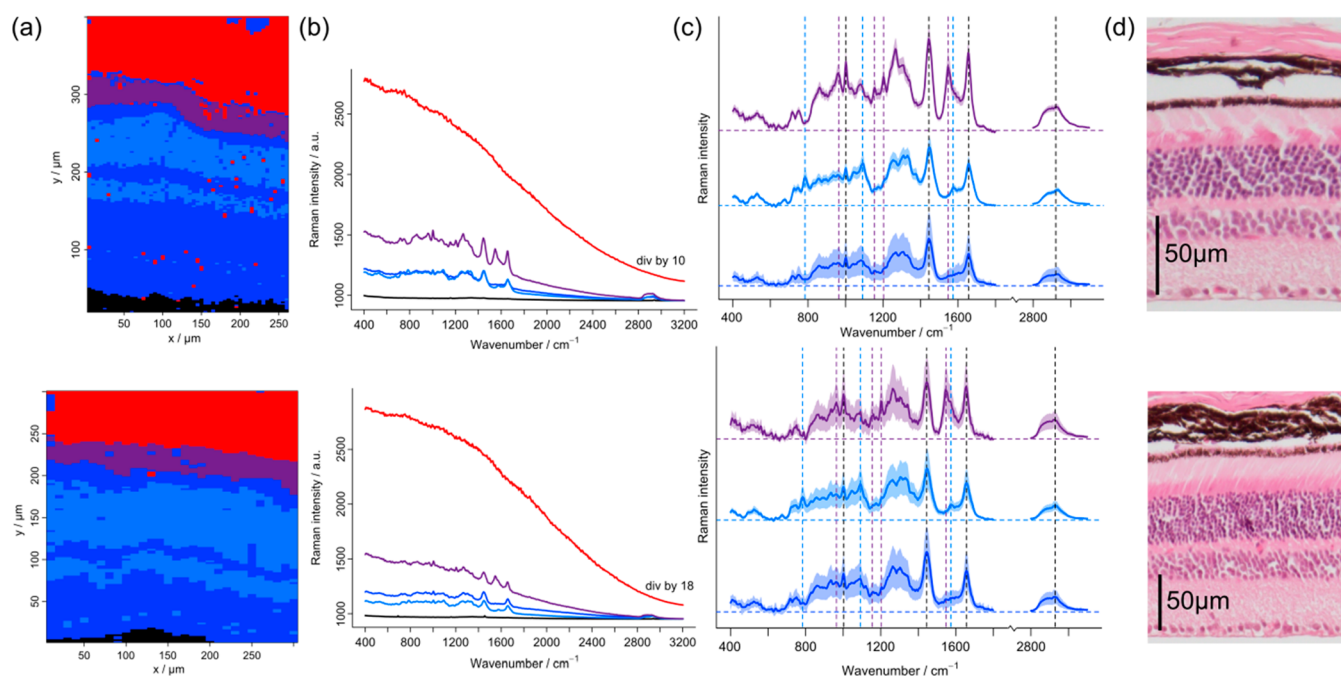 (a)
(b)
(c)
(d)
y / µm
300
200
100
50
100
150
200
250
x / µm
Raman intensity / a.u.
2500
2000
1500
1000
div by 10
400
800
1200
1600
2000
2400
2800
3200
Wavenumber / cm⁻¹
Raman intensity
400
800
1200
1600
2800
Wavenumber / cm⁻¹
50µm
y / µm
250
200
150
100
50
50
100
150
200
250
x / µm
Raman intensity / a.u.
2500
2000
1500
1000
div by 18
400
800
1200
1600
2000
2400
2800
3200
Wavenumber / cm⁻¹
Raman intensity
400
800
1200
1600
2800
Wavenumber / cm⁻¹
50µm